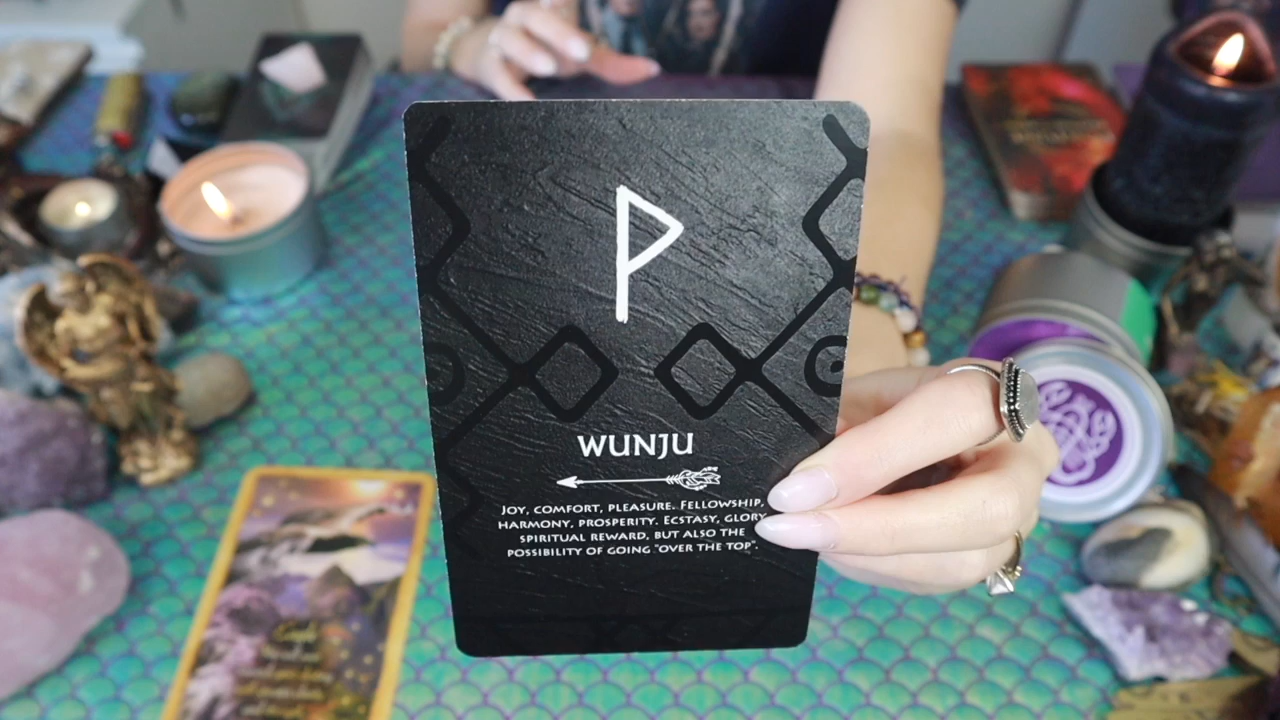 ᚹ
WUNJU
JOY, COMFORT, PLEASURE. FELLOWSHIP,
HARMONY, PROSPERITY. ECSTASY, GLORY
SPIRITUAL REWARD, BUT ALSO THE
POSSIBILITY OF GOING "OVER THE TOP".